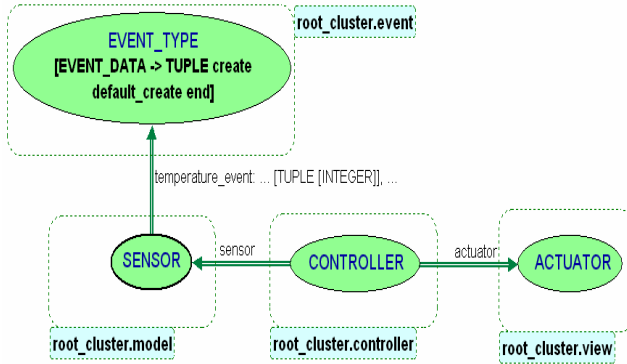 root_cluster.event
EVENT_TYPE
[EVENT_DATA -> TUPLE create
default_create end]
temperature_event: ... [TUPLE [INTEGER]], ...
SENSOR
sensor
CONTROLLER
actuator
ACTUATOR
root_cluster.model
root_cluster.controller
root_cluster.view